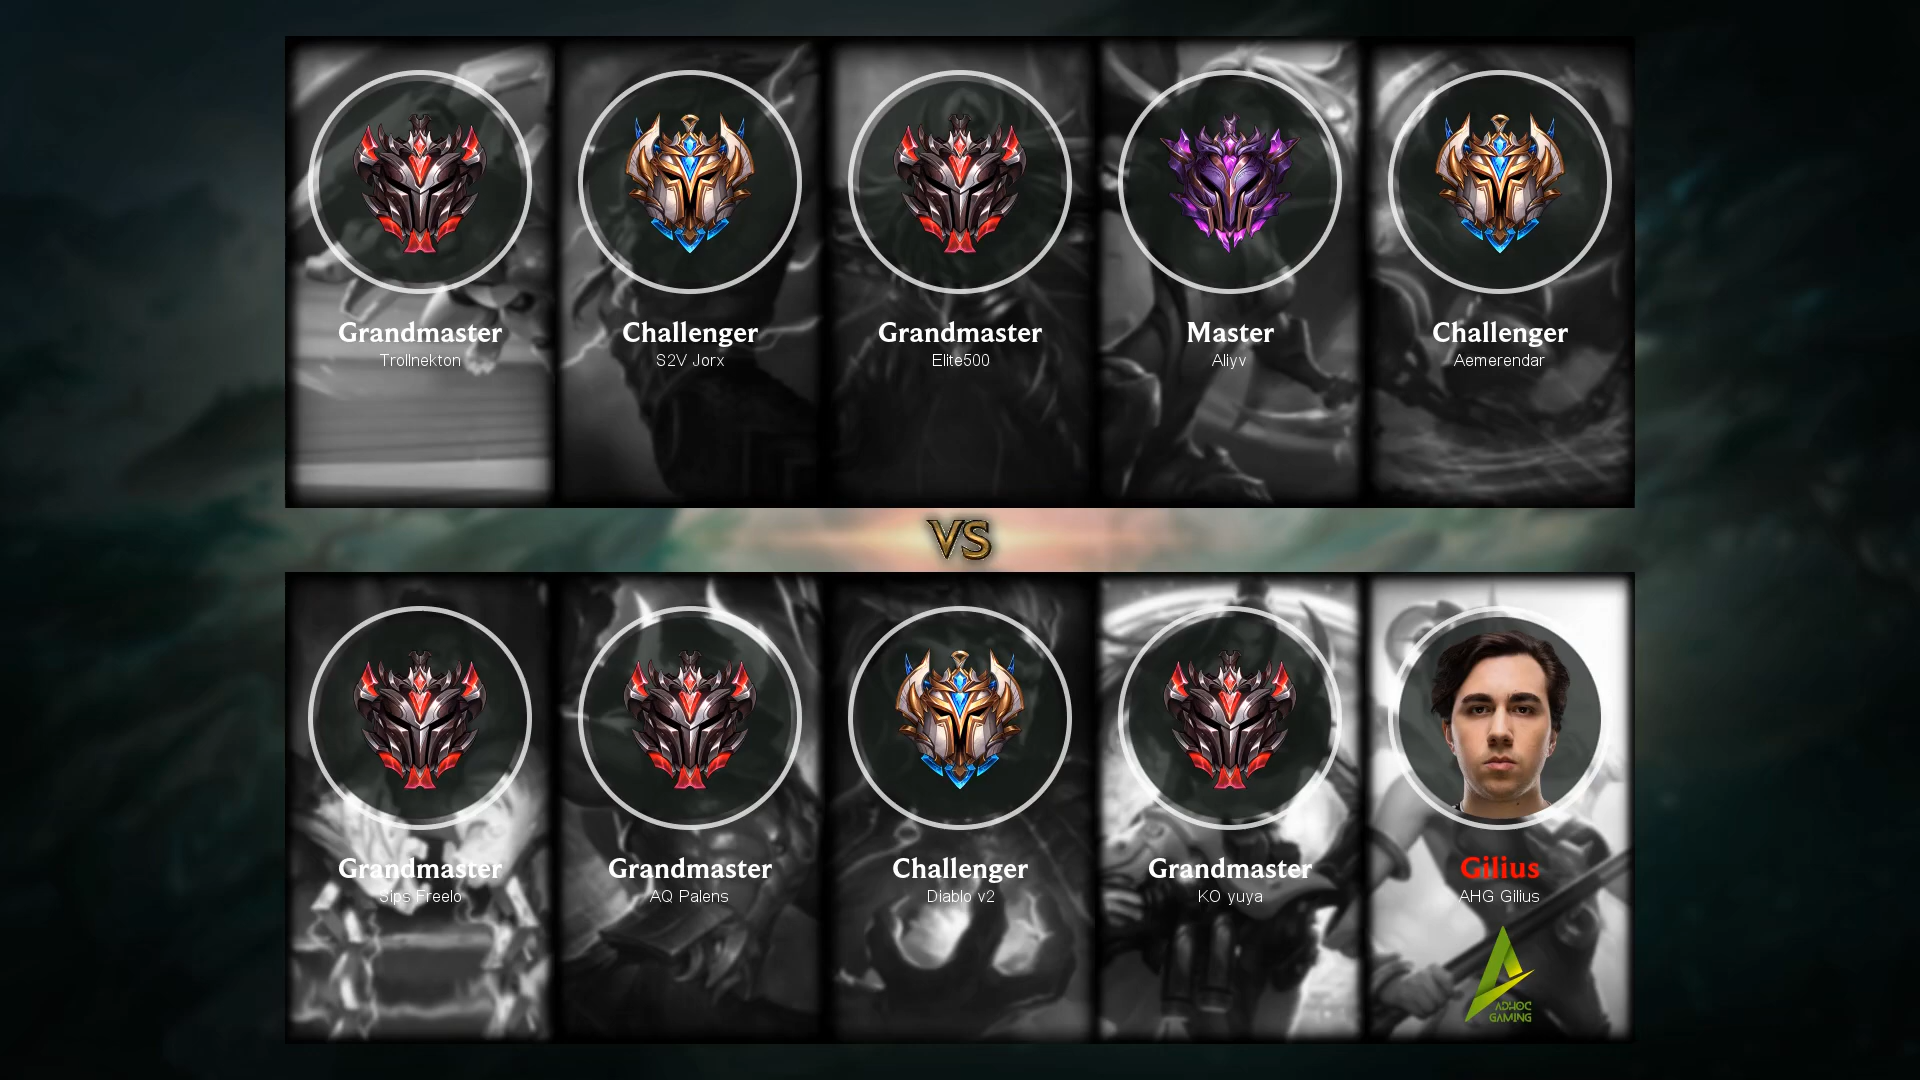 Grandmaster
Trollnekton
Challenger
S2V Jorx
Grandmaster
Elite500
Master
Aliyv
Challenger
Aemerendar
VS
Grandmaster
Sips Freelo
Grandmaster
AQ Palens
Challenger
Diablo v2
Grandmaster
KO yuya
Gilius
AHG Gilius
ADHOC
GAMING